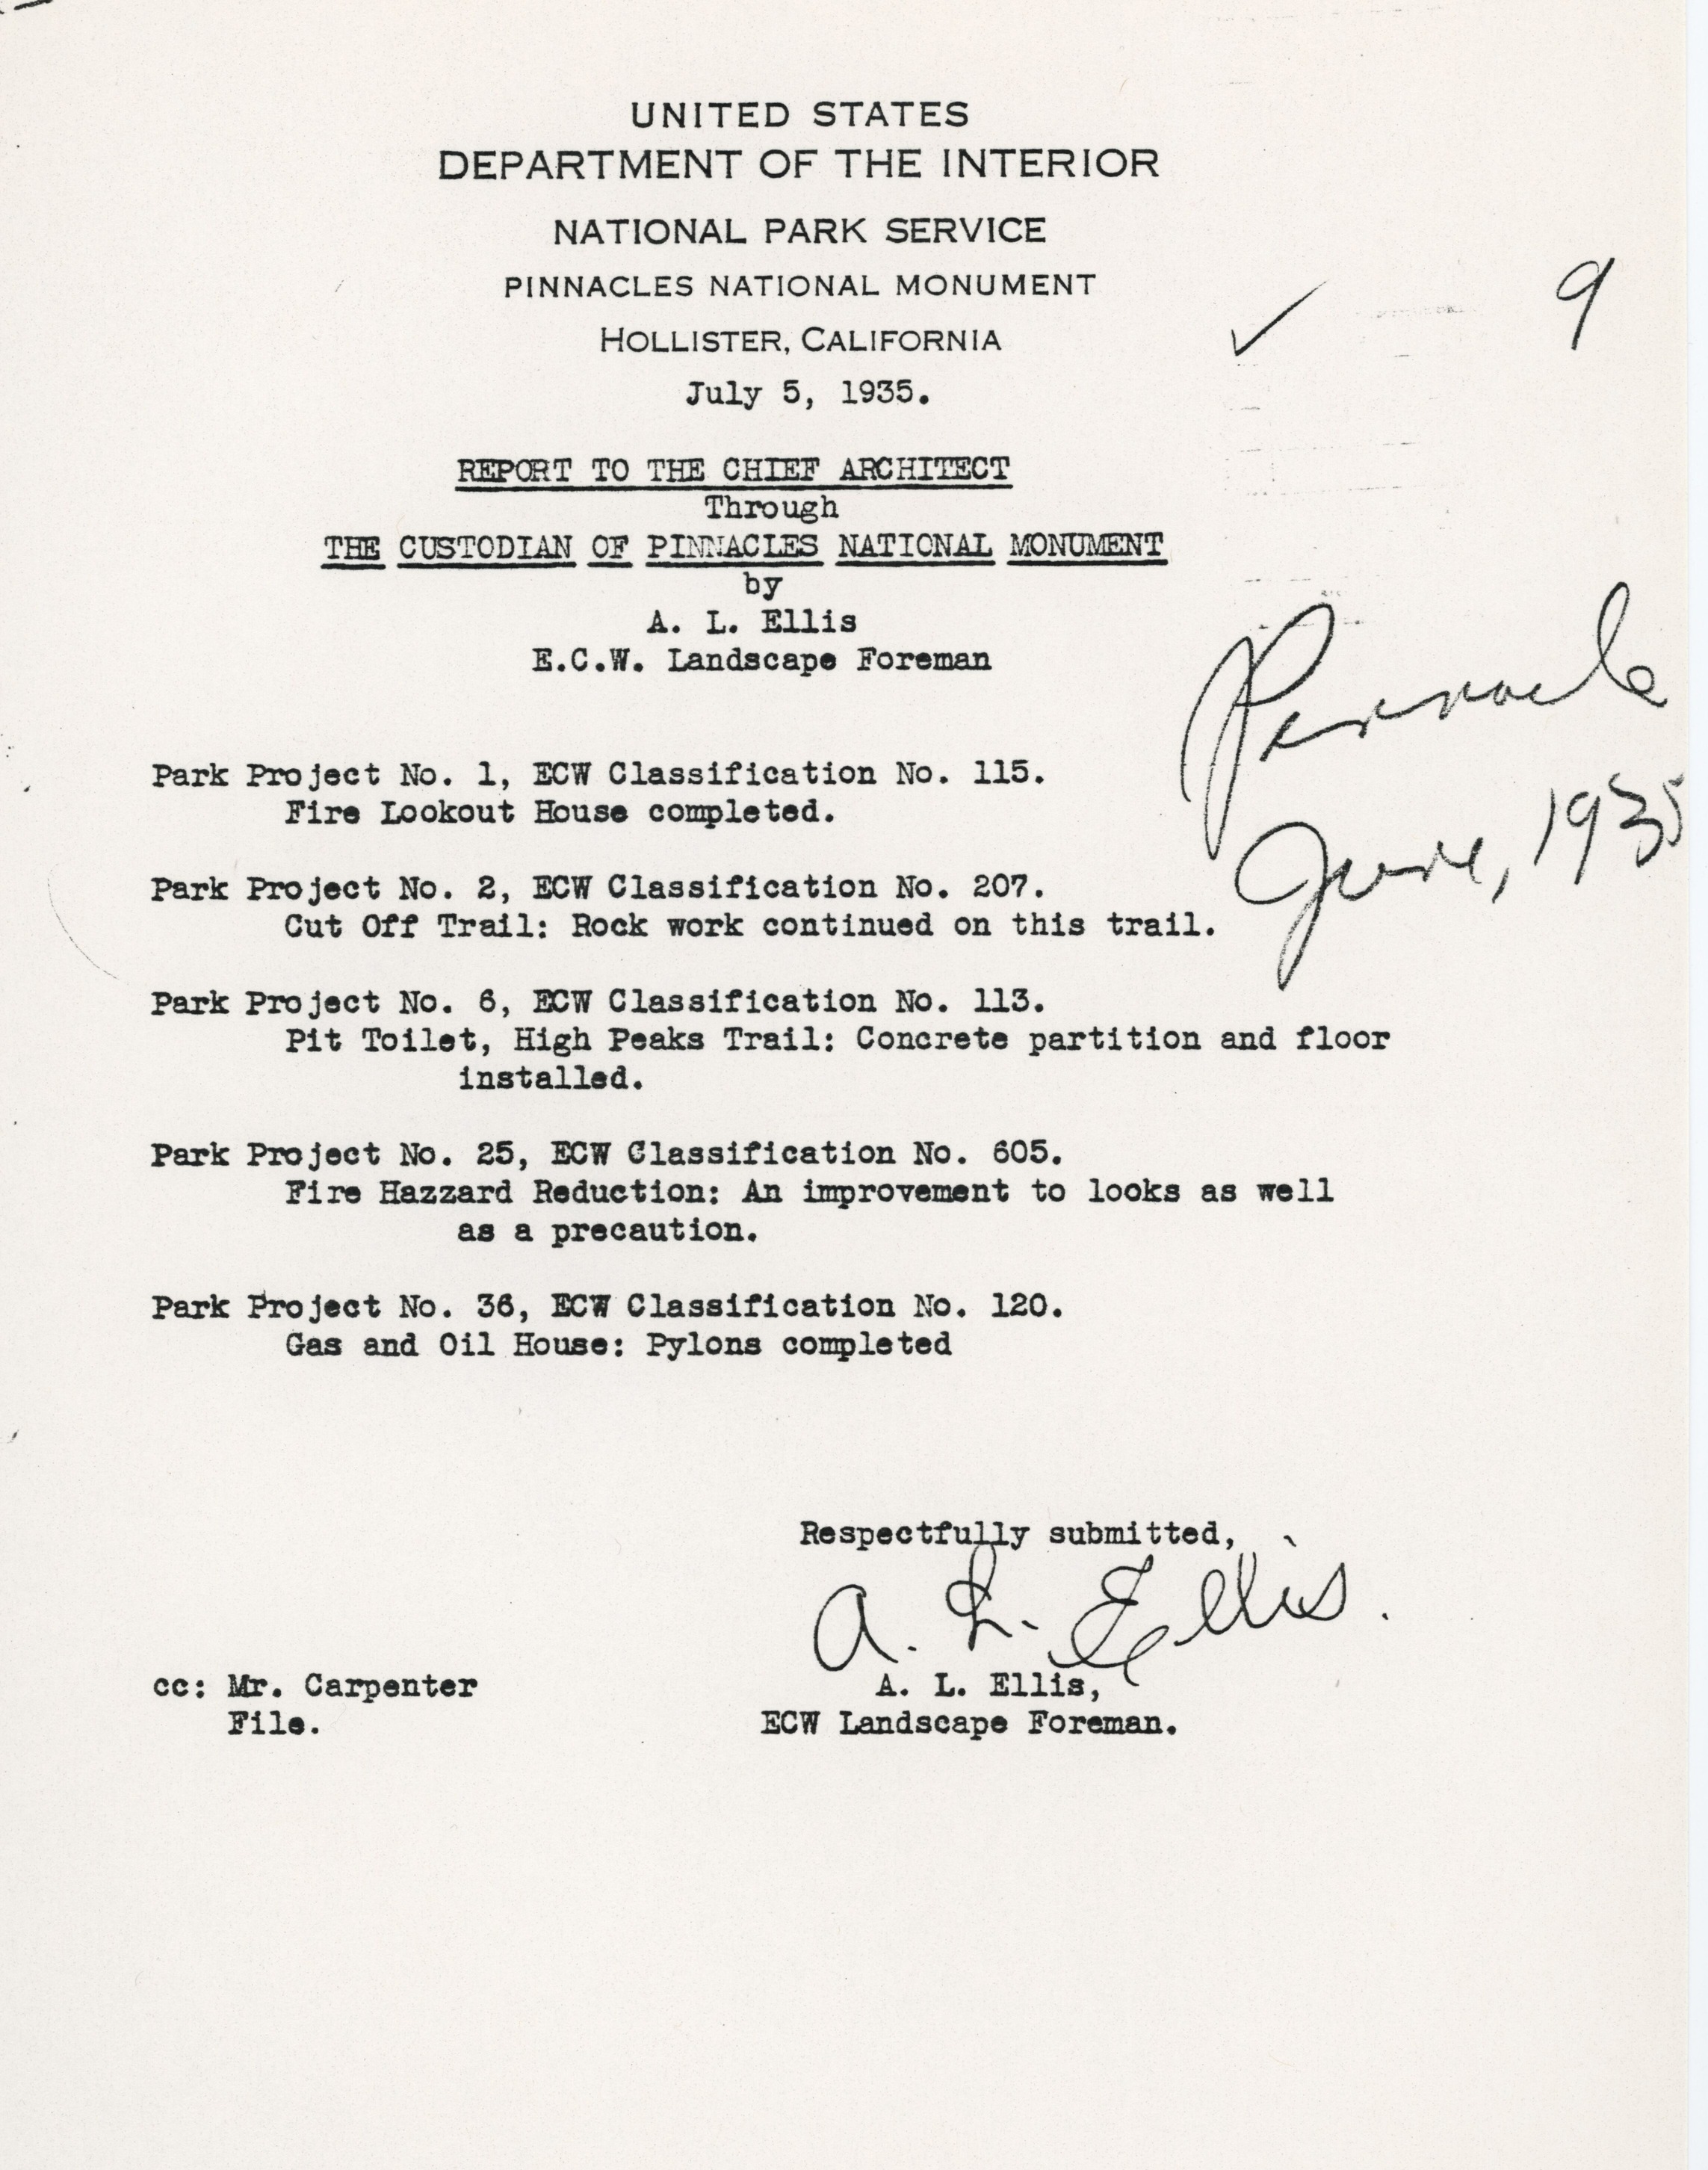 UNITED STATES
DEPARTMENT OF THE INTERIOR
NATIONAL PARK SERVICE
PINNACLES NATIONAL MONUMENT
HOLLISTER, CALIFORNIA
✓ 9
July 5, 1935.
REPORT TO THE CHIEF ARCHITECT
Through
THE CUSTODIAN OF PINNACLES NATIONAL MONUMENT
by
A. L. Ellis
E.C.W. Landscape Foreman
Pinnacle
June, 1935
Park Project No. 1, ECW Classification No. 115.
Fire Lookout House completed.
Park Project No. 2, ECW Classification No. 207.
Cut Off Trail: Rock work continued on this trail.
Park Project No. 6, ECW Classification No. 113.
Pit Toilet, High Peaks Trail: Concrete partition and floor
installed.
Park Project No. 25, ECW Classification No. 605.
Fire Hazzard Reduction: An improvement to looks as well
as a precaution.
Park Project No. 36, ECW Classification No. 120.
Gas and Oil House: Pylons completed
Respectfully submitted,
A. L. Ellis.
A. L. Ellis,
ECW Landscape Foreman.
cc: Mr. Carpenter
File.